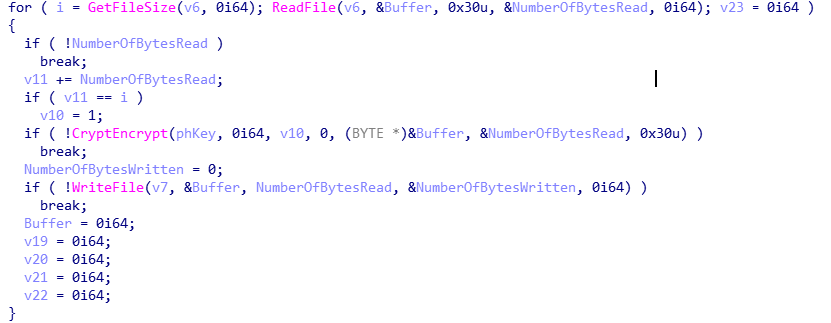 for ( i = GetFileSize(v6, 0i64); ReadFile(v6, &Buffer, 0x30u, &NumberOfBytesRead, 0i64); v23 = 0i64 )
{
  if ( !NumberOfBytesRead )
    break;
  v11 += NumberOfBytesRead;
  if ( v11 == i )
    v10 = 1;
  if ( !CryptEncrypt(phKey, 0i64, v10, 0, (BYTE *)&Buffer, &NumberOfBytesRead, 0x30u) )
    break;
  NumberOfBytesWritten = 0;
  if ( !WriteFile(v7, &Buffer, NumberOfBytesRead, &NumberOfBytesWritten, 0i64) )
    break;
  Buffer = 0i64;
  v19 = 0i64;
  v20 = 0i64;
  v21 = 0i64;
  v22 = 0i64;
}